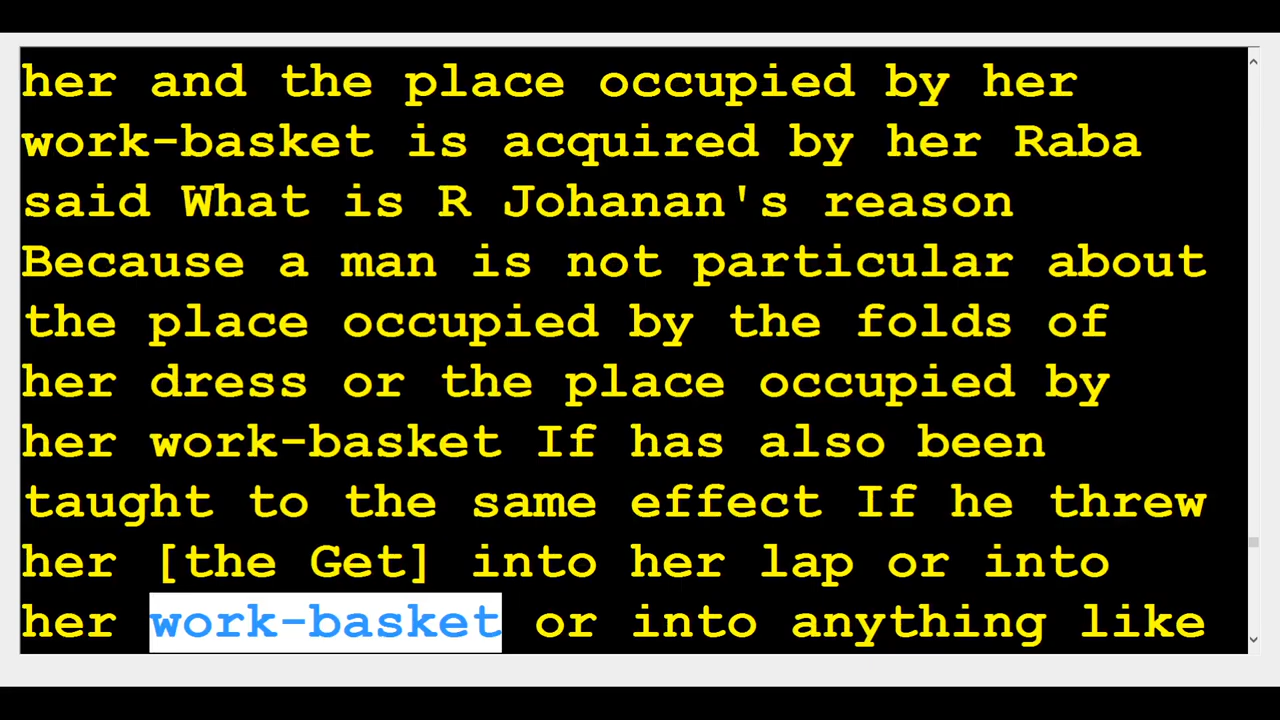 her and the place occupied by her
work-basket is acquired by her Raba
said What is R Johanan's reason
Because a man is not particular about
the place occupied by the folds of
her dress or the place occupied by
her work-basket If has also been
taught to the same effect If he threw
her [the Get] into her lap or into
her work-basket or into anything like